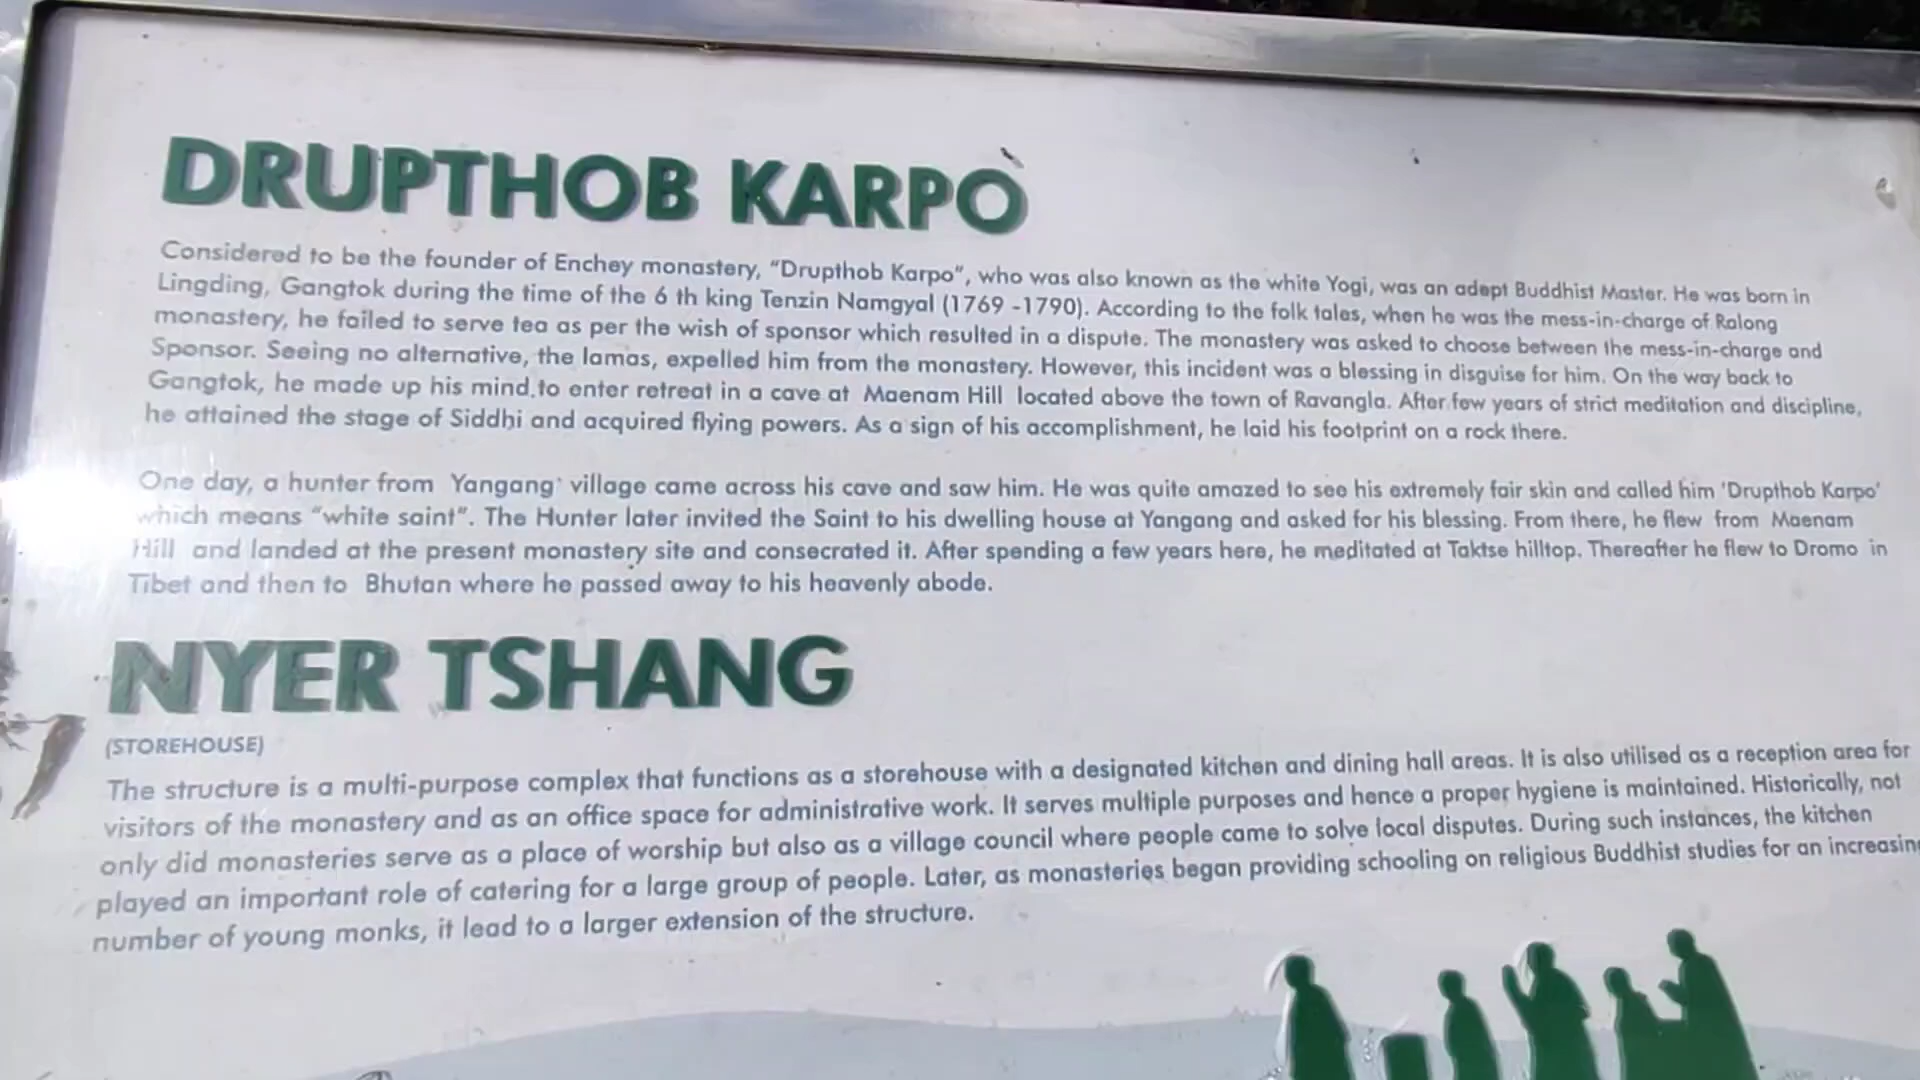 DRUPTHOB KARPO
Considered to be the founder of Enchey monastery, “Drupthob Karpo”, who was also known as the white Yogi, was an adept Buddhist Master. He was born in
Lingding, Gangtok during the time of the 6 th king Tenzin Namgyal (1769 -1790). According to the folk tales, when he was the mess-in-charge of Ralong
monastery, he failed to serve tea as per the wish of sponsor which resulted in a dispute. The monastery was asked to choose between the mess-in-charge and
Sponsor. Seeing no alternative, the lamas, expelled him from the monastery. However, this incident was a blessing in disguise for him. On the way back to
Gangtok, he made up his mind to enter retreat in a cave at Maenam Hill located above the town of Ravangla. After few years of strict meditation and discipline,
he attained the stage of Siddhi and acquired flying powers. As a sign of his accomplishment, he laid his footprint on a rock there.
One day, a hunter from Yangang village came across his cave and saw him. He was quite amazed to see his extremely fair skin and called him ‘Drupthob Karpo’
which means “white saint”. The Hunter later invited the Saint to his dwelling house at Yangang and asked for his blessing. From there, he flew from Maenam
Hill and landed at the present monastery site and consecrated it. After spending a few years here, he meditated at Taktse hilltop. Thereafter he flew to Dromo in
Tibet and then to Bhutan where he passed away to his heavenly abode.
NYER TSHANG
(STOREHOUSE)
The structure is a multi-purpose complex that functions as a storehouse with a designated kitchen and dining hall areas. It is also utilised as a reception area for
visitors of the monastery and as an office space for administrative work. It serves multiple purposes and hence a proper hygiene is maintained. Historically, not
only did monasteries serve as a place of worship but also as a village council where people came to solve local disputes. During such instances, the kitchen
played an important role of catering for a large group of people. Later, as monasteries began providing schooling on religious Buddhist studies for an increasing
number of young monks, it lead to a larger extension of the structure.